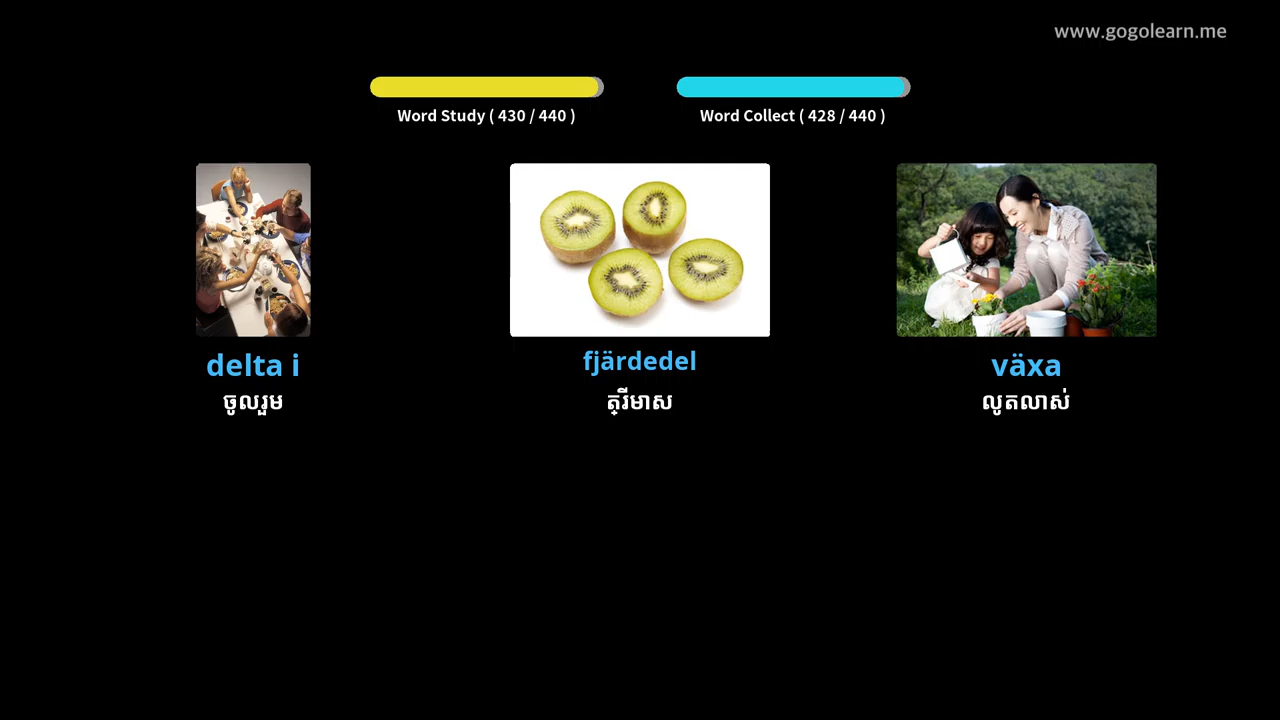 www.gogolearn.me
Word Study ( 430 / 440 )
Word Collect ( 428 / 440 )
delta i
fjärdedel
växa
ចូលរួម
ត្រីមាស
លូតលាស់